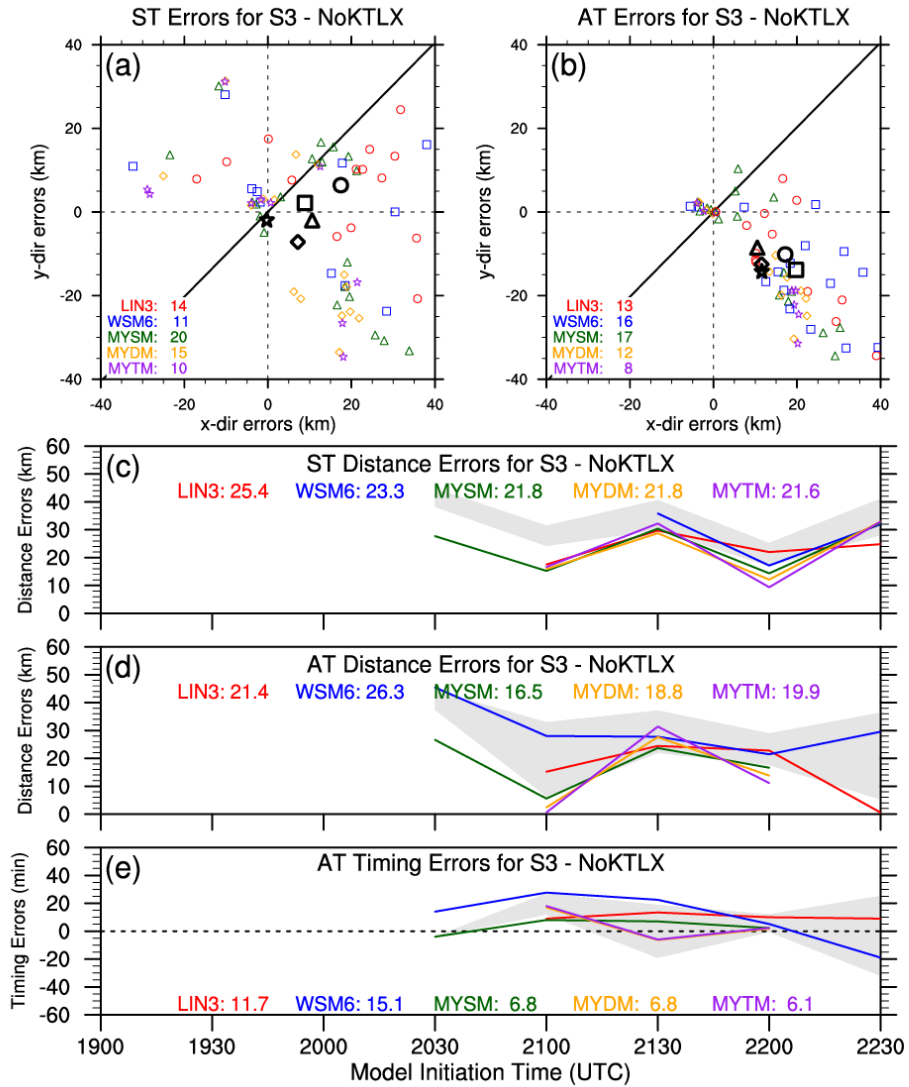 ST Errors for S3 - NoKTLX
AT Errors for S3 - NoKTLX
(a)
40
20
0
-20
-40
y-dir errors (km)
LIN3: 14
WSM6: 11
MYSM: 20
MYDM: 15
MYTM: 10
-40 -20 0 20 40
x-dir errors (km)
(b)
40
20
0
-20
-40
y-dir errors (km)
LIN3: 13
WSM6: 16
MYSM: 17
MYDM: 12
MYTM: 8
-40 -20 0 20 40
x-dir errors (km)
(c)
ST Distance Errors for S3 - NoKTLX
LIN3: 25.4 WSM6: 23.3 MYSM: 21.8 MYDM: 21.8 MYTM: 21.6
60
50
40
30
20
10
0
Distance Errors (km)
(d)
AT Distance Errors for S3 - NoKTLX
LIN3: 21.4 WSM6: 26.3 MYSM: 16.5 MYDM: 18.8 MYTM: 19.9
60
50
40
30
20
10
0
Distance Errors (km)
(e)
AT Timing Errors for S3 - NoKTLX
60
40
20
0
-20
-40
-60
Timing Errors (min)
LIN3: 11.7 WSM6: 15.1 MYSM: 6.8 MYDM: 6.8 MYTM: 6.1
1900 1930 2000 2030 2100 2130 2200 2230
Model Initiation Time (UTC)